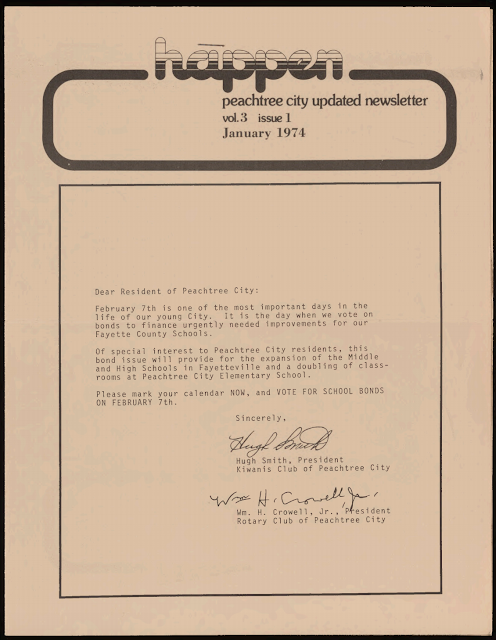 happen
peachtree city updated newsletter
vol.3 issue 1
January 1974
Dear Resident of Peachtree City:
February 7th is one of the most important days in the
life of our young City. It is the day when we vote on
bonds to finance urgently needed improvements for our
Fayette County Schools.
Of special interest to Peachtree City residents, this
bond issue will provide for the expansion of the Middle
and High Schools in Fayetteville and a doubling of class-
rooms at Peachtree City Elementary School.
Please mark your calendar NOW, and VOTE FOR SCHOOL BONDS
ON FEBRUARY 7th.
Sincerely,
Hugh Smith
Hugh Smith, President
Kiwanis Club of Peachtree City
Wm H. Crowell, Jr.
Wm. H. Crowell, Jr., President
Rotary Club of Peachtree City